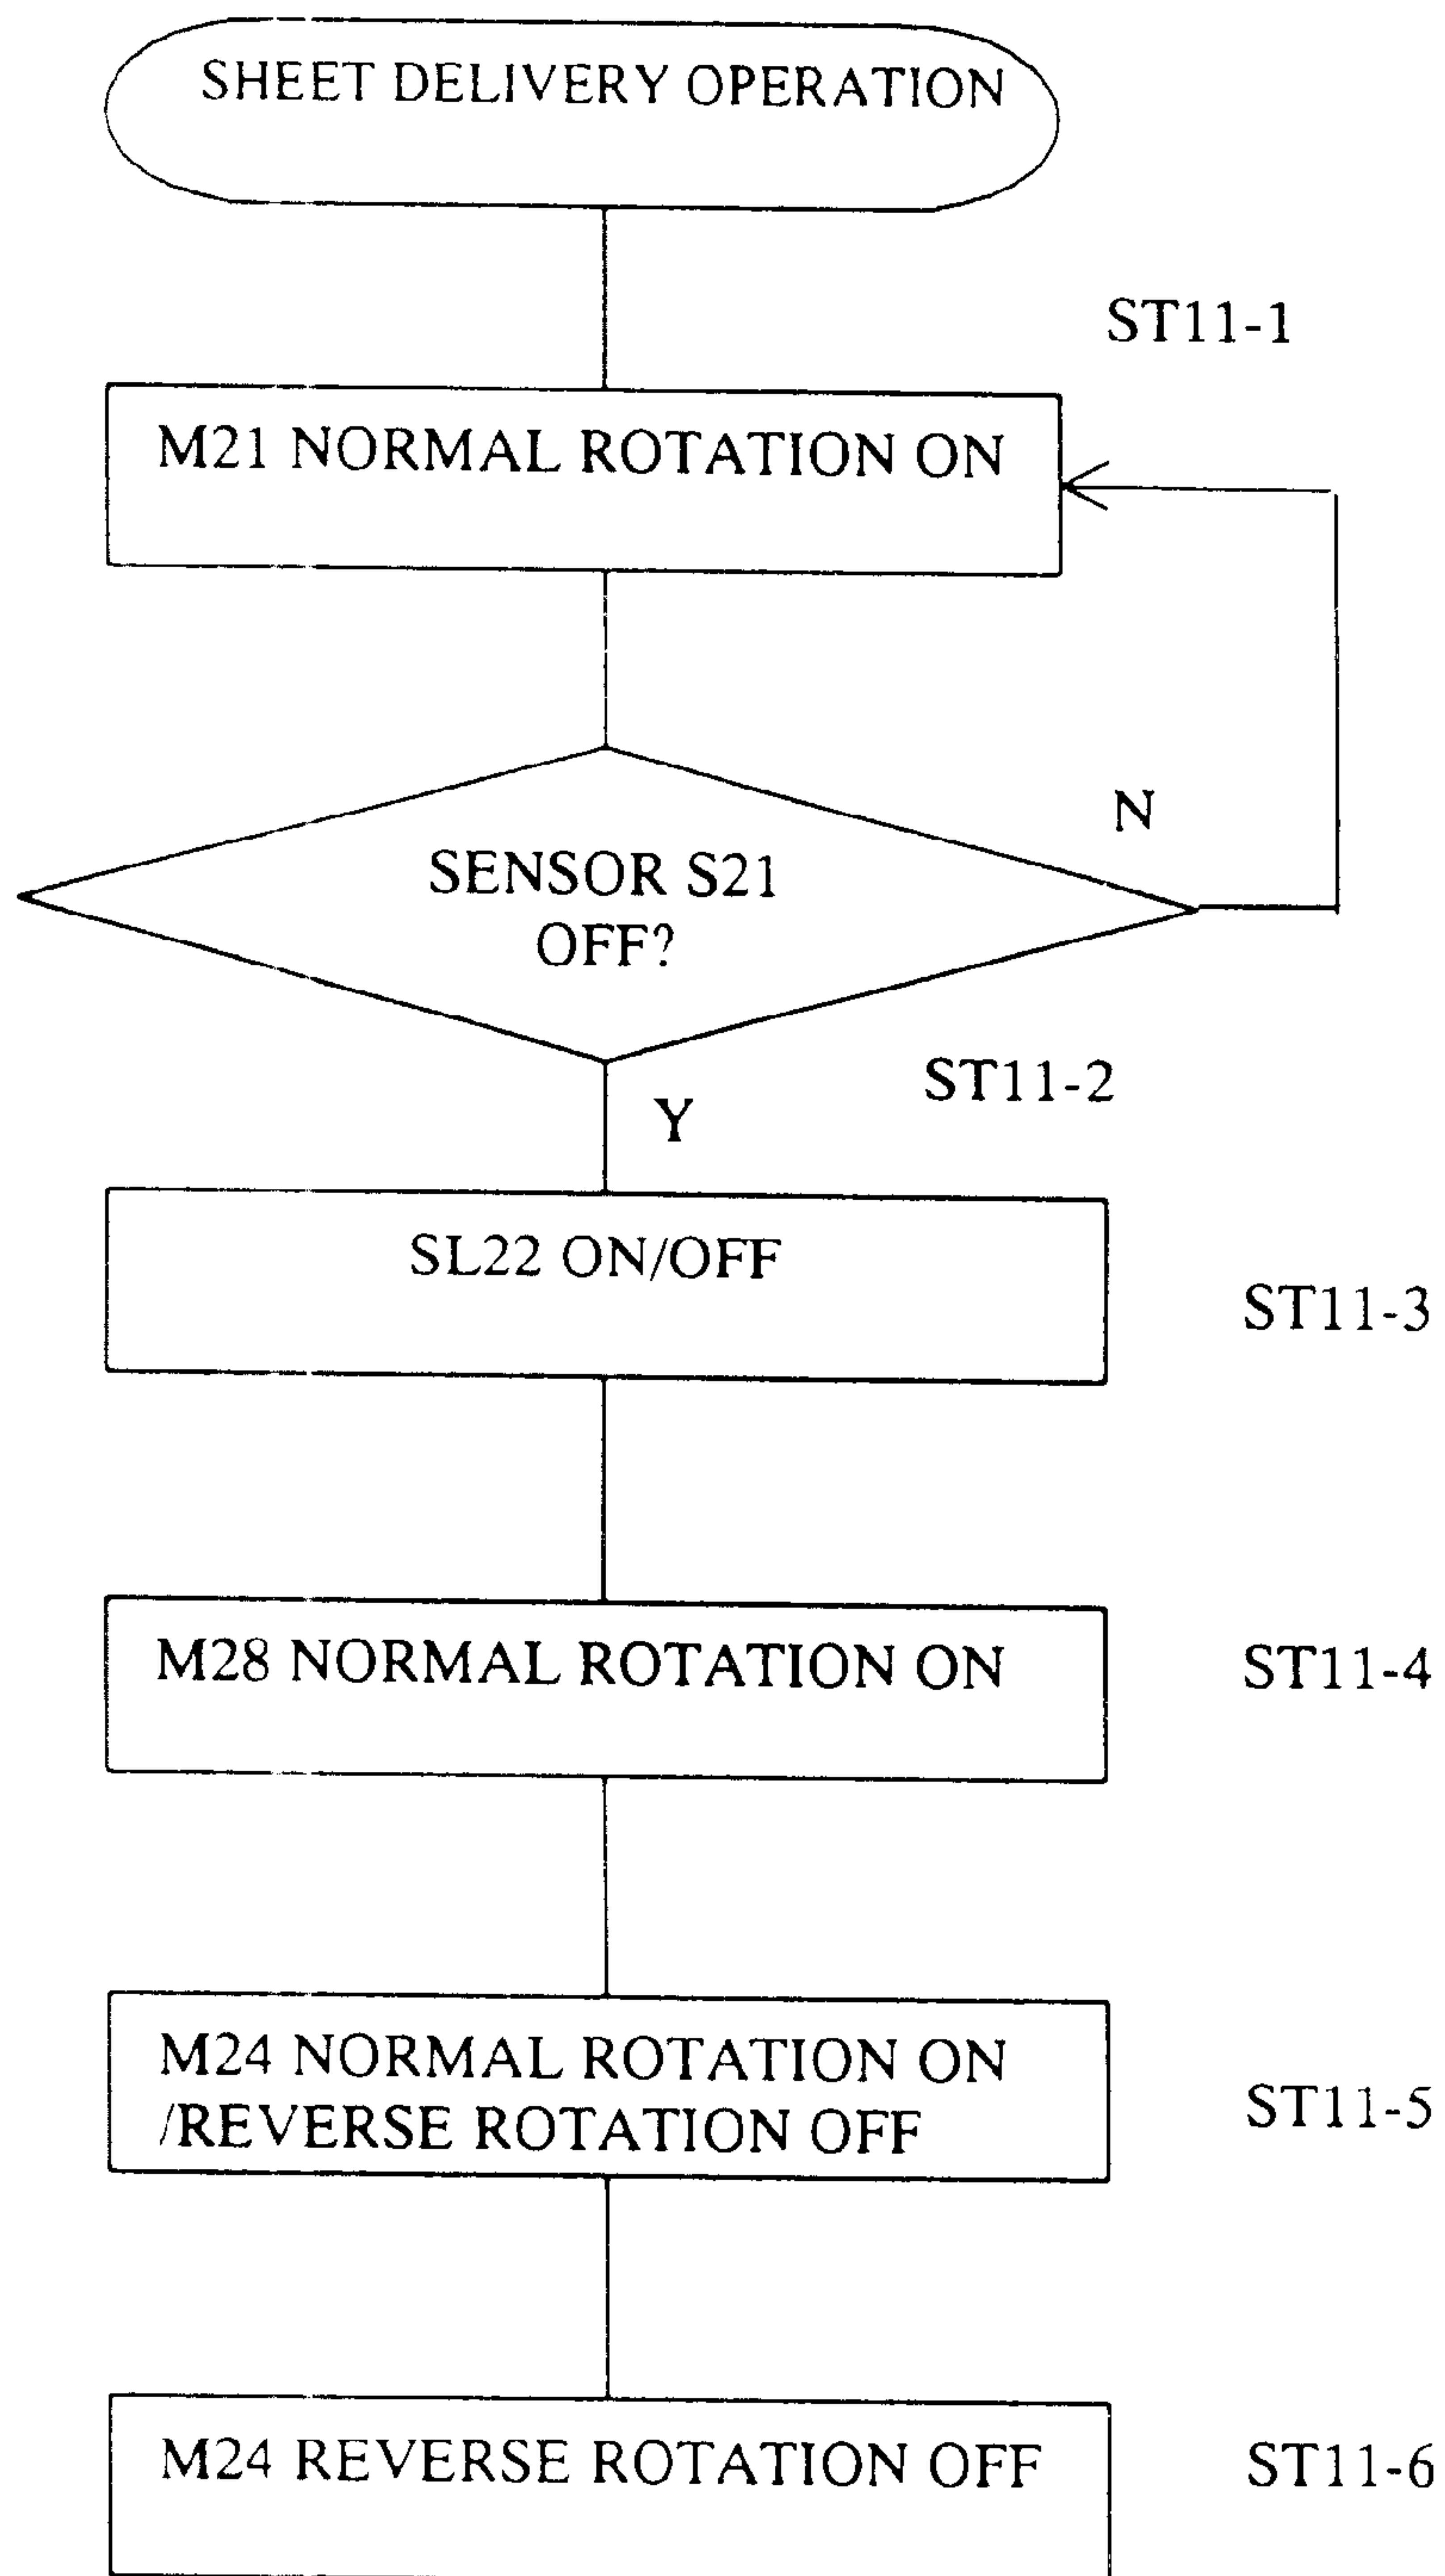 SHEET DELIVERY OPERATION
ST11-1
M21 NORMAL ROTATION ON
N
SENSOR S21
OFF?
ST11-2
Y
SL22 ON/OFF
ST11-3
M28 NORMAL ROTATION ON
ST11-4
M24 NORMAL ROTATION ON
/REVERSE ROTATION OFF
ST11-5
M24 REVERSE ROTATION OFF
ST11-6